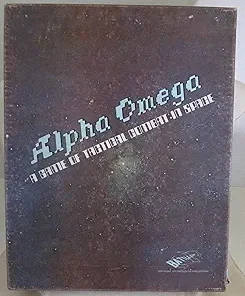 Alpha Omega
A GAME OF TACTICAL COMBAT IN SPACE